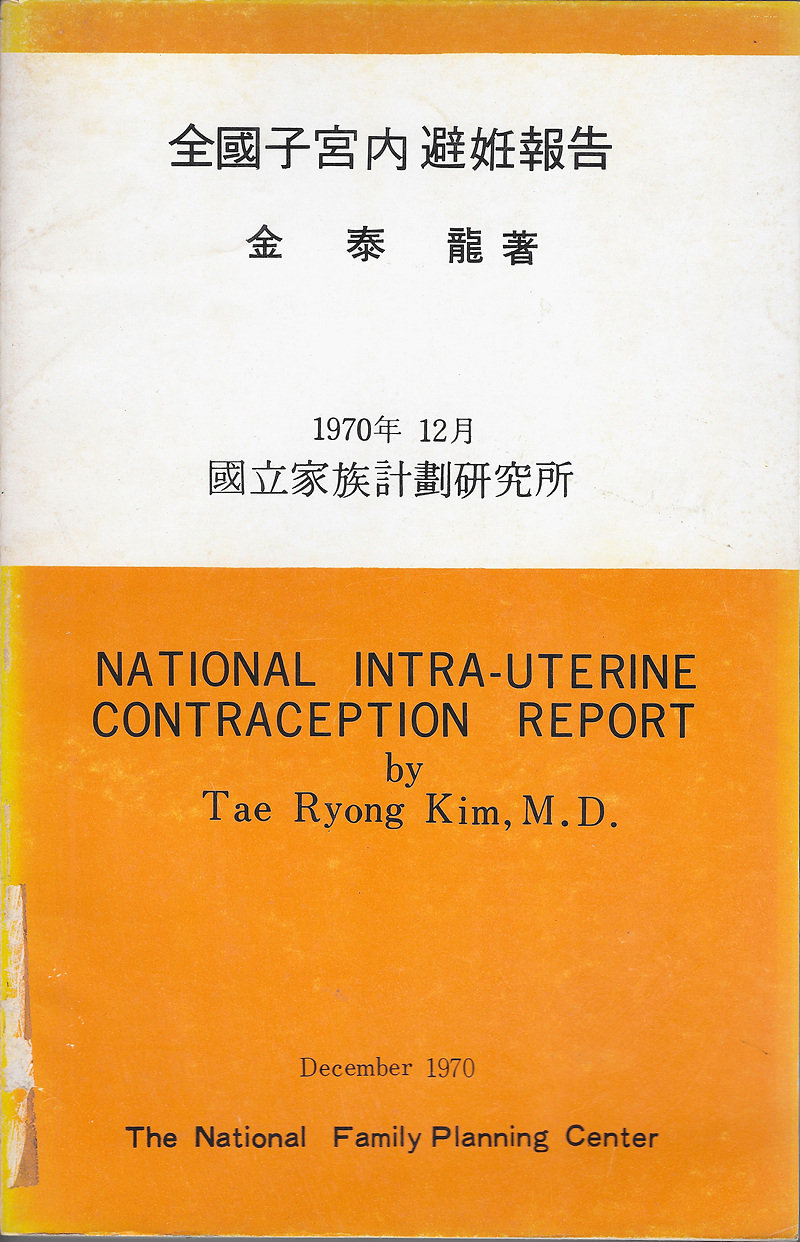 全國子宮内 避姙報告
金 泰 龍 著
1970年 12月
國立家族計劃研究所
NATIONAL INTRA-UTERINE
CONTRACEPTION REPORT
by
Tae Ryong Kim, M.D.
December 1970
The National Family Planning Center